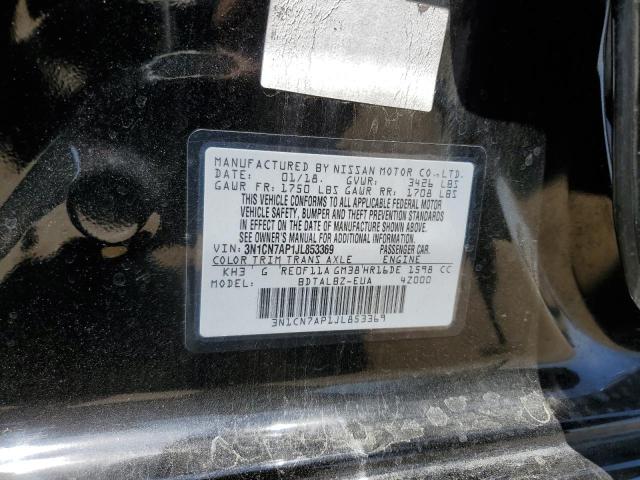 MANUFACTURED BY NISSAN MOTOR CO.,LTD.
DATE: 01/18. GVWR: 3426 LBS
GAWR FR: 1750 LBS GAWR RR: 1708 LBS
THIS VEHICLE CONFORMS TO ALL APPLICABLE FEDERAL MOTOR
VEHICLE SAFETY, BUMPER AND THEFT PREVENTION STANDARDS
IN EFFECT ON THE DATE OF MANUFACTURE SHOWN ABOVE.
SEE OWNER'S MANUAL FOR ADDITIONAL INFORMATION.
VIN: 3N1CN7AP1JL853369 PASSENGER CAR.
COLOR TRIM TRANS AXLE ENGINE
KH3 G RE0F11A GM38 HR16DE 1598 CC
MODEL: BDTALBZ-EUA 4Z000
3N1CN7AP1JL853369